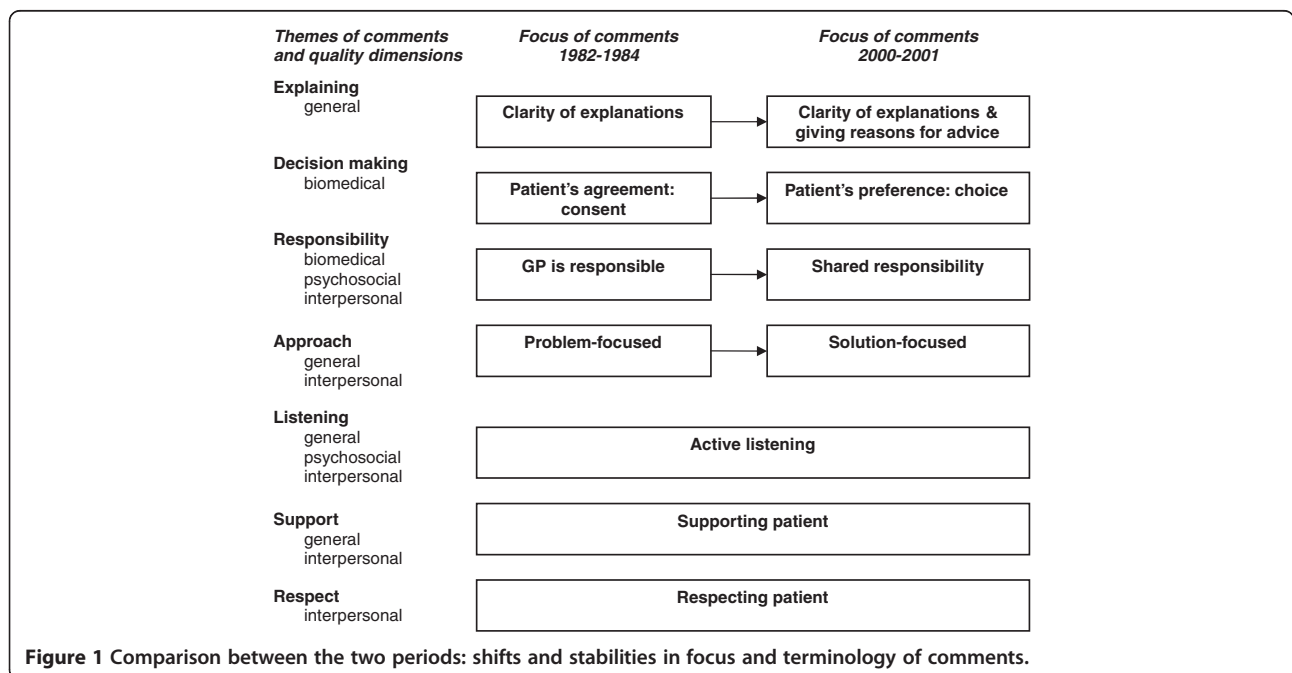 Themes of comments and quality dimensions
Focus of comments 1982-1984
Focus of comments 2000-2001
Explaining
general
Clarity of explanations
Clarity of explanations &
giving reasons for advice
Decision making
biomedical
Patient’s agreement:
consent
Patient’s preference: choice
Responsibility
biomedical
psychosocial
interpersonal
GP is responsible
Shared responsibility
Approach
general
interpersonal
Problem-focused
Solution-focused
Listening
general
psychosocial
interpersonal
Active listening
Support
general
interpersonal
Supporting patient
Respect
interpersonal
Respecting patient
Figure 1 Comparison between the two periods: shifts and stabilities in focus and terminology of comments.